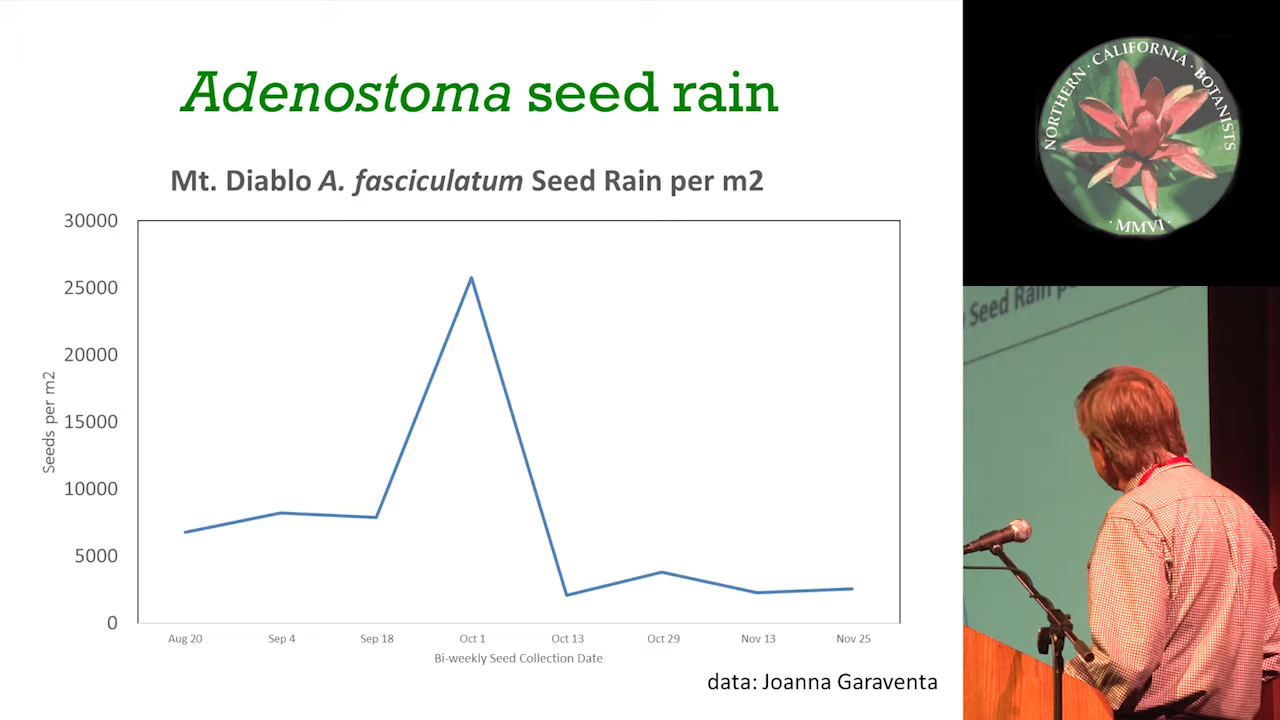 Adenostoma seed rain
Mt. Diablo A. fasciculatum Seed Rain per m2
30000
25000
20000
15000
10000
5000
0
Seeds per m2
Aug 20 Sep 4 Sep 18 Oct 1 Oct 13 Oct 29 Nov 13 Nov 25
Bi-weekly Seed Collection Date
data: Joanna Garaventa
NORTHERN · CALIFORNIA · BOTANISTS
· MMVI ·
Seed Rain